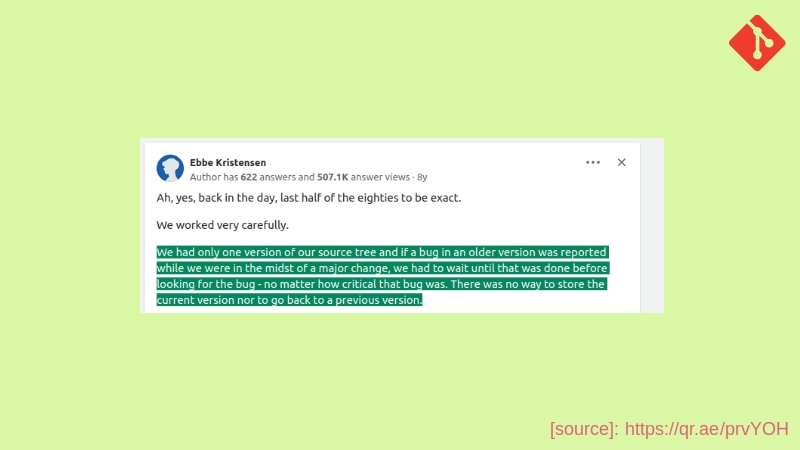 Ebbe Kristensen
Author has 622 answers and 507.1K answer views · 8y
Ah, yes, back in the day, last half of the eighties to be exact.
We worked very carefully.
We had only one version of our source tree and if a bug in an older version was reported
while we were in the midst of a major change, we had to wait until that was done before
looking for the bug - no matter how critical that bug was. There was no way to store the
current version nor to go back to a previous version.
[source]: https://qr.ae/prvYOH